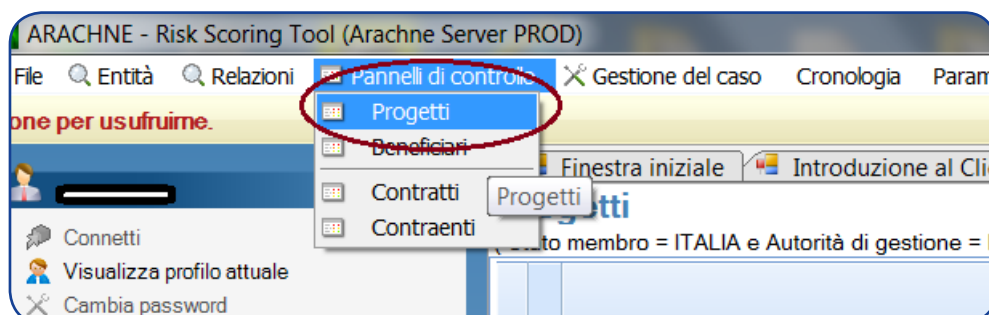 ARACHNE - Risk Scoring Tool (Arachne Server PROD)
File Entità Relazioni Pannelli di controllo Gestione del caso Cronologia Param
one per usufruirne.
Progetti
Beneficiari
Contratti
Contraenti
Progetti
Finestra iniziale Introduzione al Cli
getti
to membro = ITALIA e Autorità di gestione =
Connetti
Visualizza profilo attuale
Cambia password